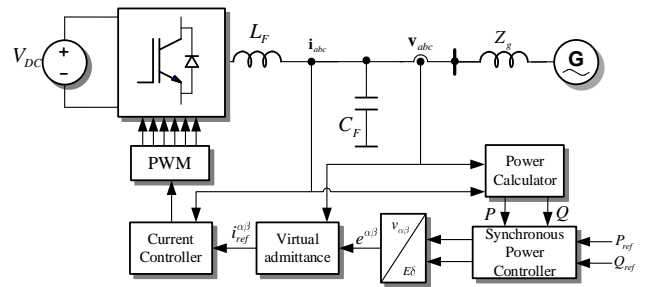 L_F
i_abc
v_abc
Z_g
V_DC
+
−
G
C_F
PWM
Power
Calculator
P
Q
Current
Controller
i_ref^αβ
Virtual
admittance
e^αβ
v_αβ
Eδ
Synchronous
Power
Controller
P_ref
Q_ref